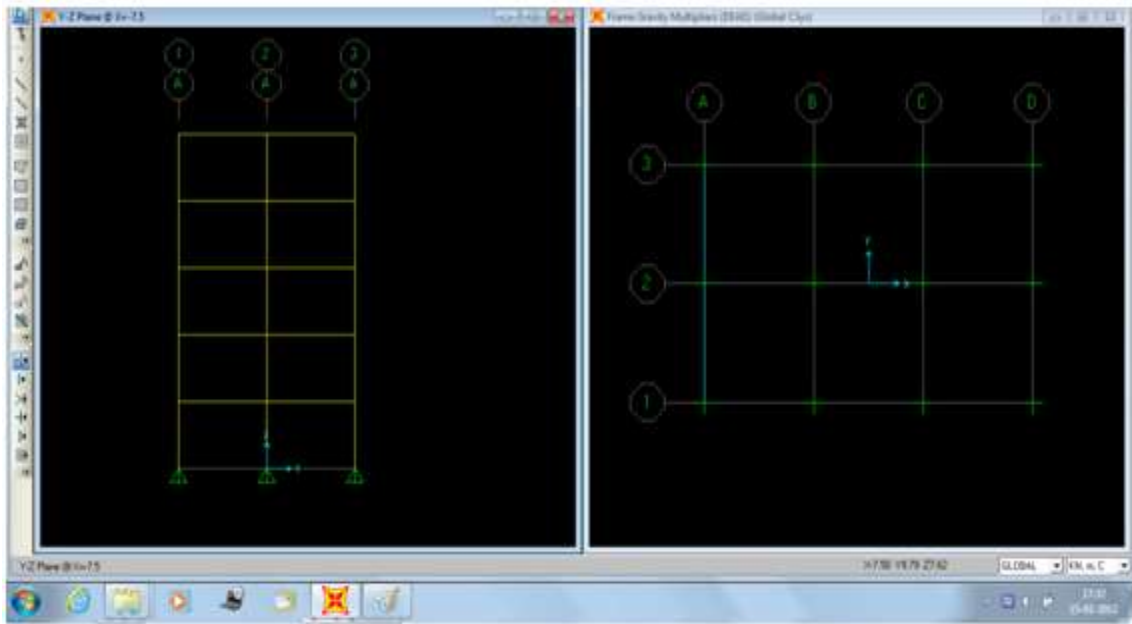 Y-Z Plane @ X=-7.5
Frame Gravity Multipliers (DEAD) (Global CSys)
1 2 3
A A A
A B C D
3
2
1
Y
Y-Z Plane @ X=-7.5
GLOBAL
KN, m, C